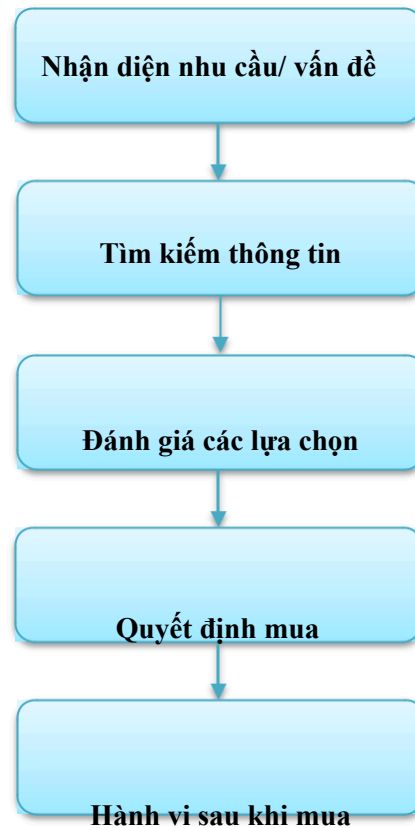 Nhận diện nhu cầu/ vấn đề
Tìm kiếm thông tin
Đánh giá các lựa chọn
Quyết định mua
Hành vi sau khi mua